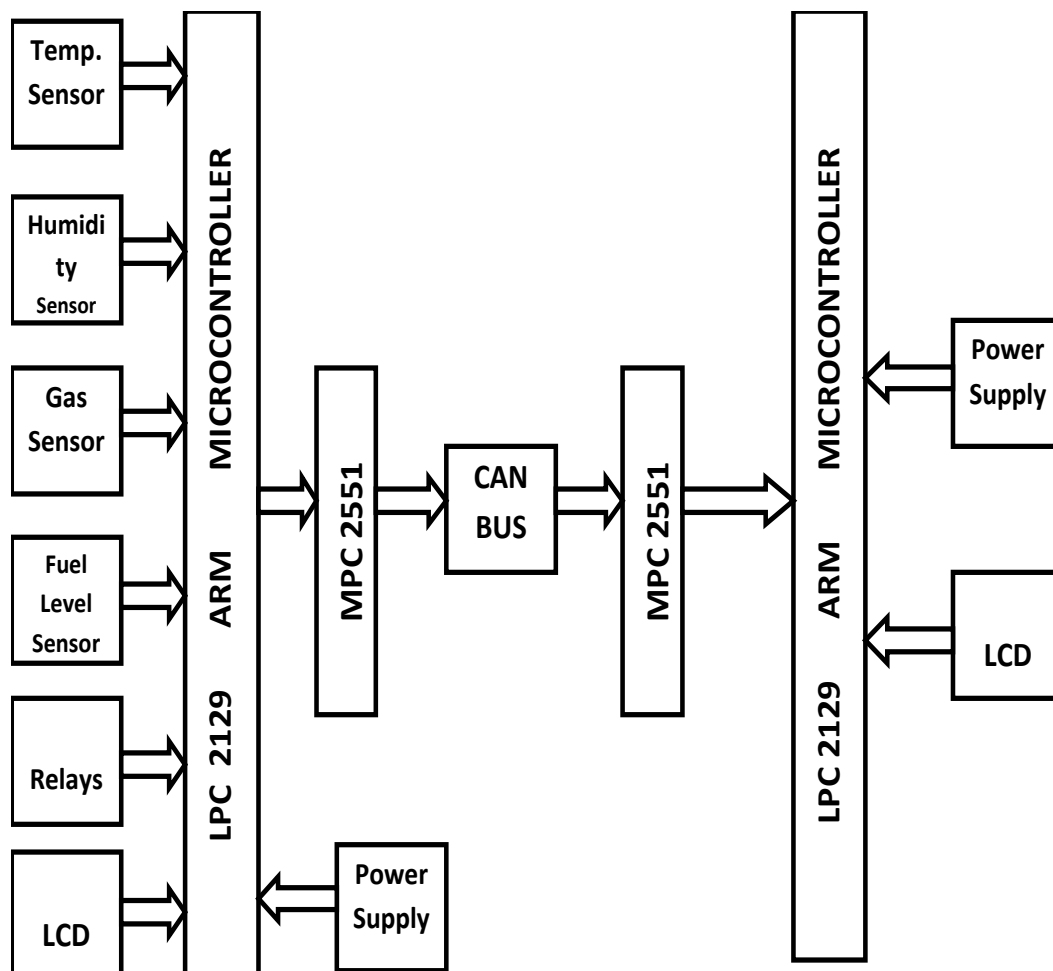 Temp.
Sensor
Humidi
ty
Sensor
Gas
Sensor
Fuel
Level
Sensor
Relays
LCD
LPC 2129 ARM MICROCONTROLLER
Power
Supply
MPC 2551
CAN
BUS
MPC 2551
LPC 2129 ARM MICROCONTROLLER
Power
Supply
LCD